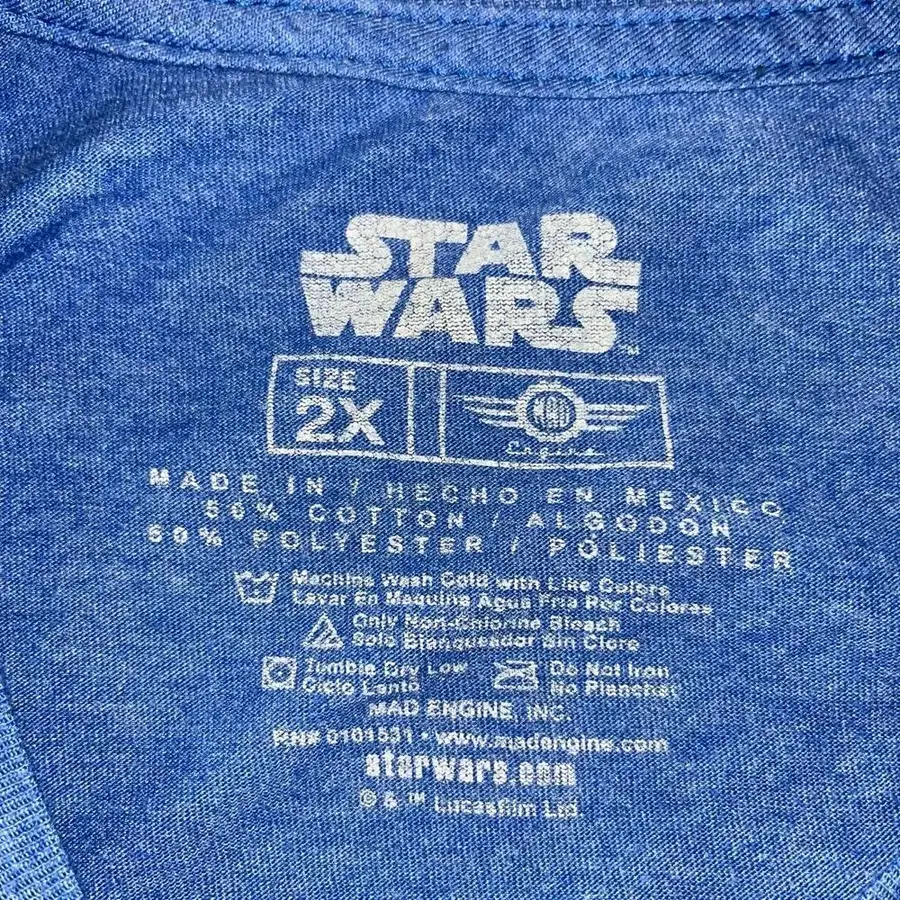 STAR
WARS
TM
SIZE
2X
MAD
Engine
MADE IN / HECHO EN MEXICO
50% COTTON / ALGODON
50% POLYESTER / POLIESTER
Machine Wash Cold with Like Colors
Lavar En Maquina Agua Fria Por Colores
Only Non-Chlorine Bleach
Solo Blanqueador Sin Cloro
Tumble Dry Low
Ciclo Lento
Do Not Iron
No Planchar
MAD ENGINE, INC.
RN# 0101531 • www.madengine.com
starwars.com
© & ™ Lucasfilm Ltd.